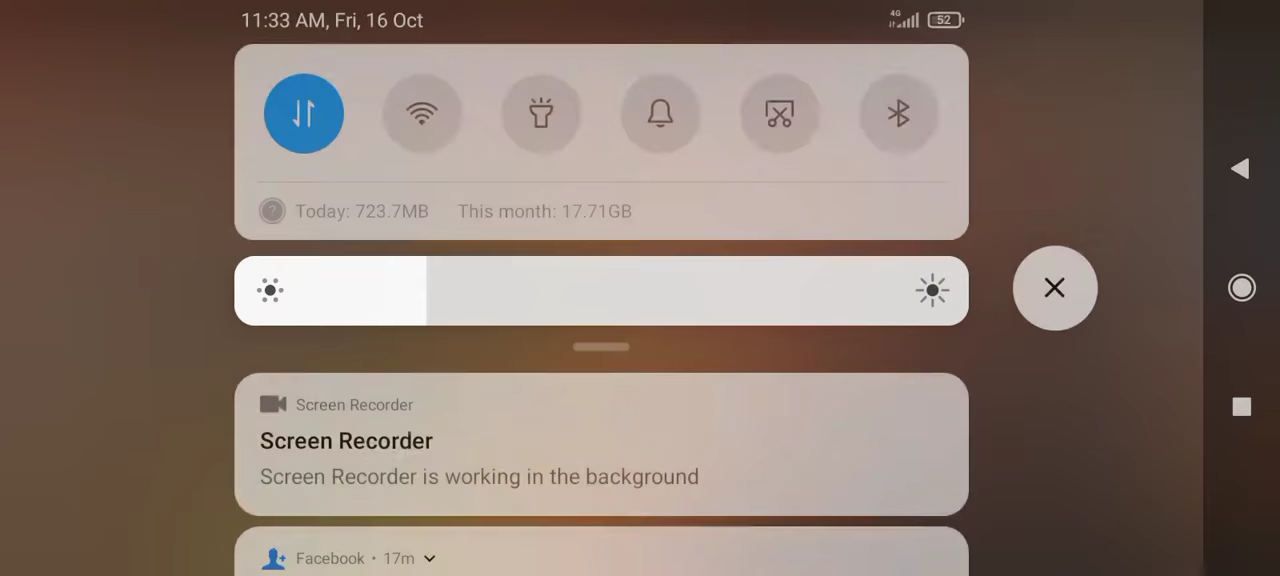 11:33 AM, Fri, 16 Oct 4G 52
Today: 723.7MB This month: 17.71GB
Screen Recorder
Screen Recorder
Screen Recorder is working in the background
Facebook • 17m